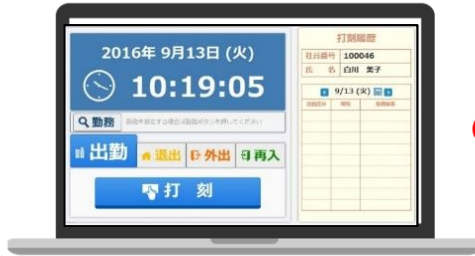 2016年 9月13日 (火)
10:19:05
勤務
出勤
退出
外出
再入
打 刻
打刻履歴
社員番号 100046
氏 名 白川 美子
9/13 (火)